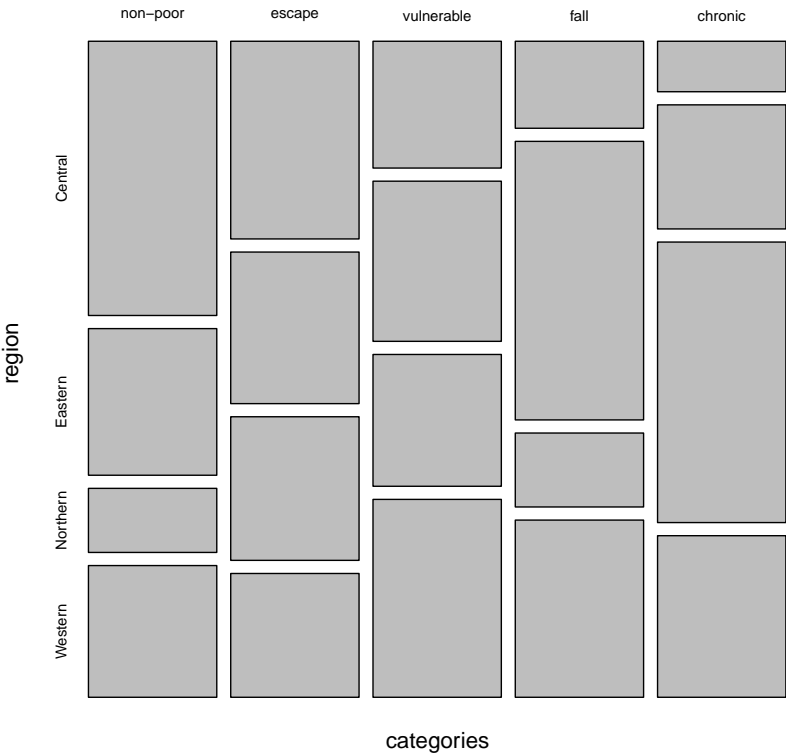 non−poor
escape
vulnerable
fall
chronic
region
Central
Eastern
Northern
Western
categories